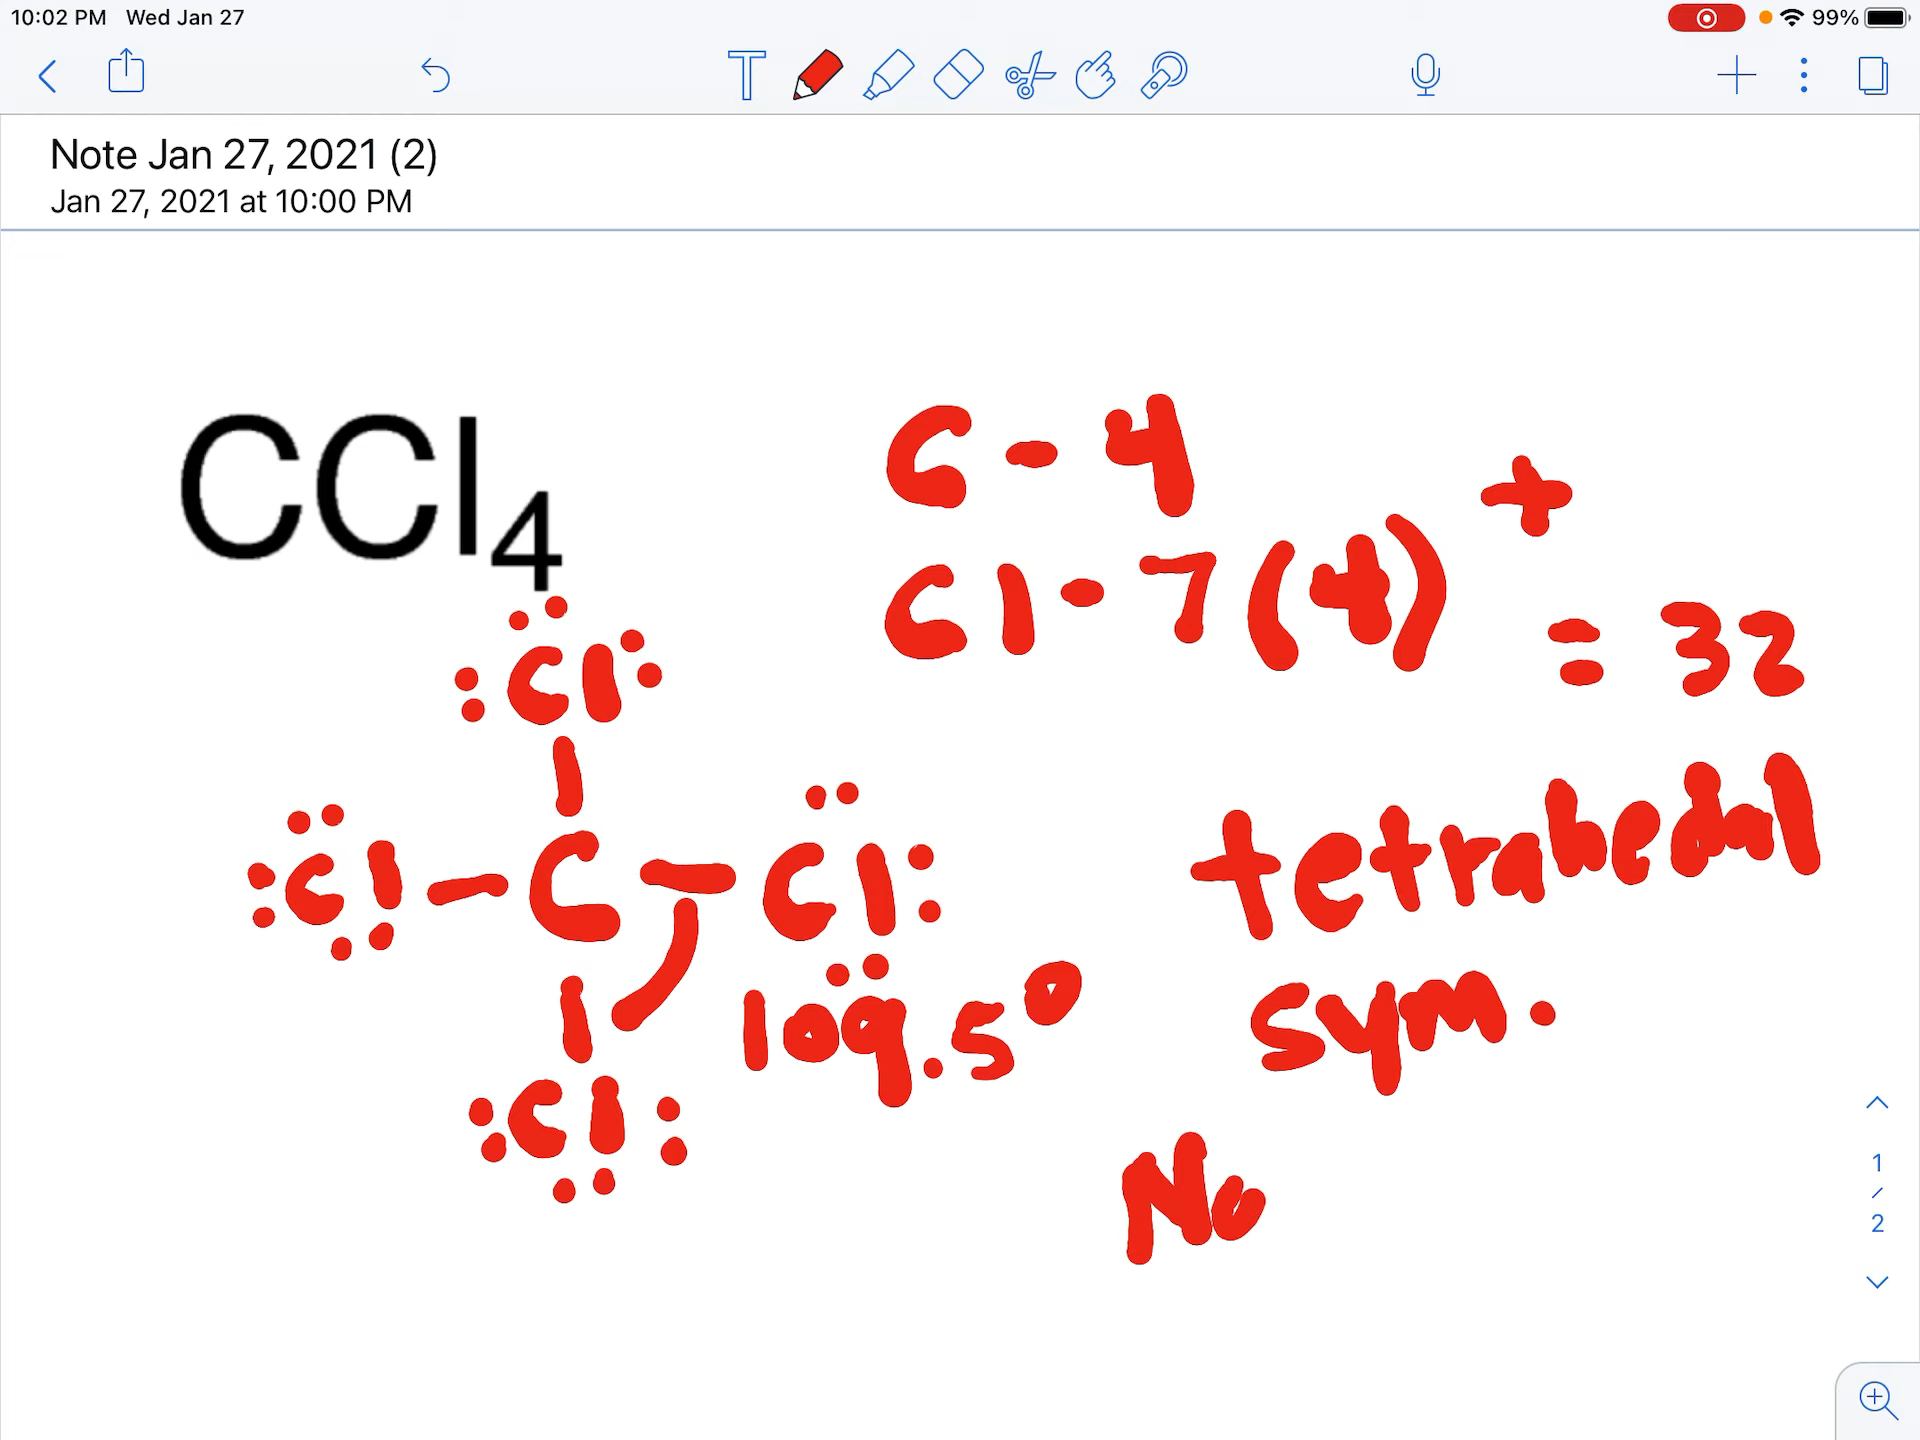 10:02 PM Wed Jan 27
99%
T
Note Jan 27, 2021 (2)
Jan 27, 2021 at 10:00 PM
CCl₄
C - 4
+
Cl - 7(4)
= 32
Cl
Cl - C - Cl
109.5°
Cl
tetrahedral
sym.
No
1
/
2